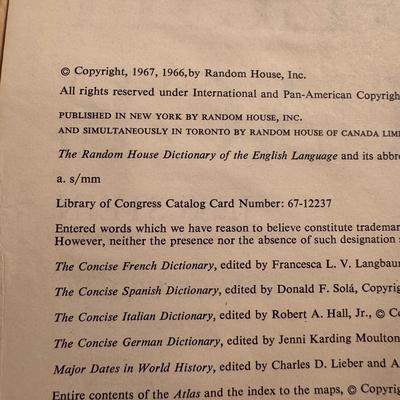 © Copyright, 1967, 1966, by Random House, Inc.
All rights reserved under International and Pan-American Copyrigh
PUBLISHED IN NEW YORK BY RANDOM HOUSE, INC.
AND SIMULTANEOUSLY IN TORONTO BY RANDOM HOUSE OF CANADA LIM
The Random House Dictionary of the English Language and its abbre
a. s/mm
Library of Congress Catalog Card Number: 67-12237
Entered words which we have reason to believe constitute trademar
However, neither the presence nor the absence of such designation s
The Concise French Dictionary, edited by Francesca L. V. Langbaur
The Concise Spanish Dictionary, edited by Donald F. Solá, Copyrig
The Concise Italian Dictionary, edited by Robert A. Hall, Jr., © Co
The Concise German Dictionary, edited by Jenni Karding Moulton
Major Dates in World History, edited by Charles D. Lieber and A
Entire contents of the Atlas and the index to the maps, © Copyrig